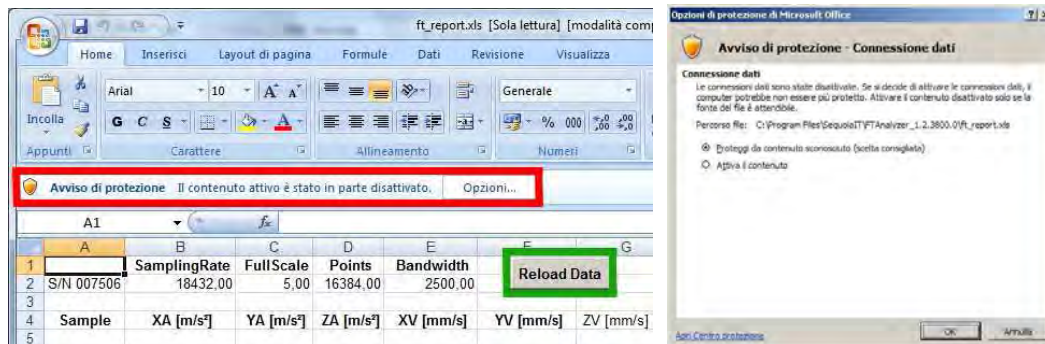 ft_report.xls [Sola lettura] [modalità comp
Home Inserisci Layout di pagina Formule Dati Revisione Visualizza
Arial 10 A A Generale
Incolla G C S A % 000
Appunti Carattere Allineamento Numeri
Avviso di protezione Il contenuto attivo è stato in parte disattivato. Opzioni...
A1 fx
A B C D E F G
1 SamplingRate FullScale Points Bandwidth Reload Data
2 S/N 007506 18432,00 5,00 16384,00 2500,00
3
4 Sample XA [m/s²] YA [m/s²] ZA [m/s²] XV [mm/s] YV [mm/s] ZV [mm/s]
5
Opzioni di protezione di Microsoft Office
Avviso di protezione - Connessione dati
Connessione dati
Le connessioni dati sono state disattivate. Se si decide di attivare le connessioni dati, il
computer potrebbe non essere più protetto. Attivare il contenuto disattivato solo se la
fonte del file è attendibile.
Percorso file: C:\Program Files\SequoiaIT\FTAnalyzer_1.2.3800.0\ft_report.xls
Proteggi da contenuto sconosciuto (scelta consigliata)
Attiva il contenuto
Apri Centro protezione OK Annulla